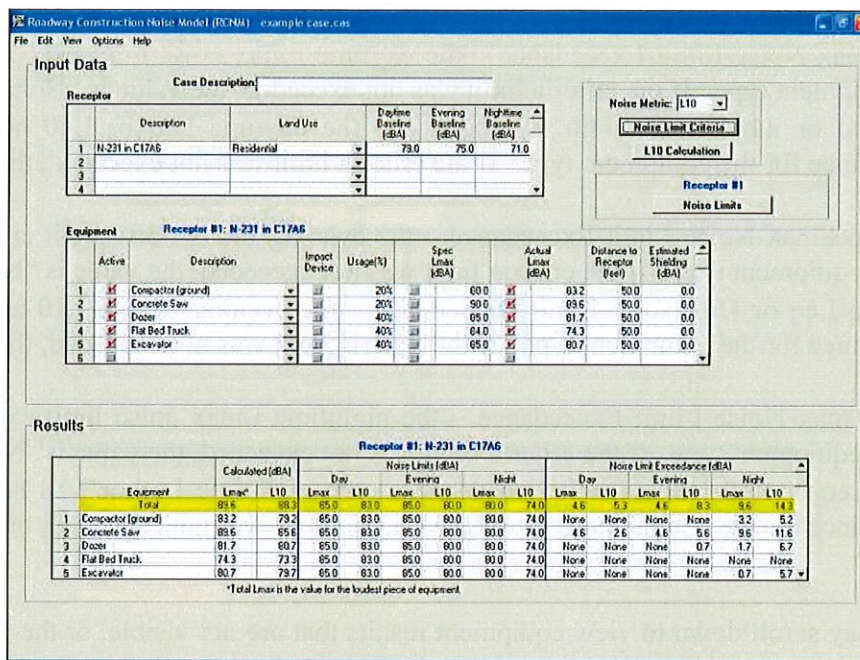 Roadway Construction Noise Model (RCNM) example case.cas
File Edit View Options Help
Input Data
Case Description:
Receptor
Description Land Use Daytime Baseline (dBA) Evening Baseline (dBA) Nighttime Baseline (dBA)
1 N-231 in C17A6 Residential 79.0 75.0 71.0
2
3
4
Noise Metric: L10
Noise Limit Criteria
L10 Calculation
Receptor #1
Noise Limits
Equipment Receptor #1: N-231 in C17A6
Active Description Impact Device Usage(%) Spec Lmax (dBA) Actual Lmax (dBA) Distance to Receptor (feet) Estimated Shielding (dBA)
1 Compactor (ground) 20% 80.0 83.2 50.0 0.0
2 Concrete Saw 20% 90.0 89.6 50.0 0.0
3 Dozer 40% 85.0 81.7 50.0 0.0
4 Flat Bed Truck 40% 84.0 74.3 50.0 0.0
5 Excavator 40% 85.0 80.7 50.0 0.0
6
Results
Receptor #1: N-231 in C17A6
Calculated (dBA) Noise Limits (dBA) Noise Limit Exceedance (dBA)
Day Evening Night Day Evening Night
Equipment Lmax* L10 Lmax L10 Lmax L10 Lmax L10 Lmax L10 Lmax L10 Lmax L10
Total 89.6 88.3 85.0 83.0 85.0 80.0 80.0 74.0 4.6 5.3 4.6 8.3 9.6 14.3
1 Compactor (ground) 83.2 79.2 85.0 83.0 85.0 80.0 80.0 74.0 None None None None 3.2 5.2
2 Concrete Saw 89.6 85.6 85.0 83.0 85.0 80.0 80.0 74.0 4.6 2.6 4.6 5.6 9.6 11.6
3 Dozer 81.7 80.7 85.0 83.0 85.0 80.0 80.0 74.0 None None None 0.7 1.7 6.7
4 Flat Bed Truck 74.3 73.3 85.0 83.0 85.0 80.0 80.0 74.0 None None None None None None
5 Excavator 80.7 79.7 85.0 83.0 85.0 80.0 80.0 74.0 None None None None 0.7 5.7
*Total Lmax is the value for the loudest piece of equipment.